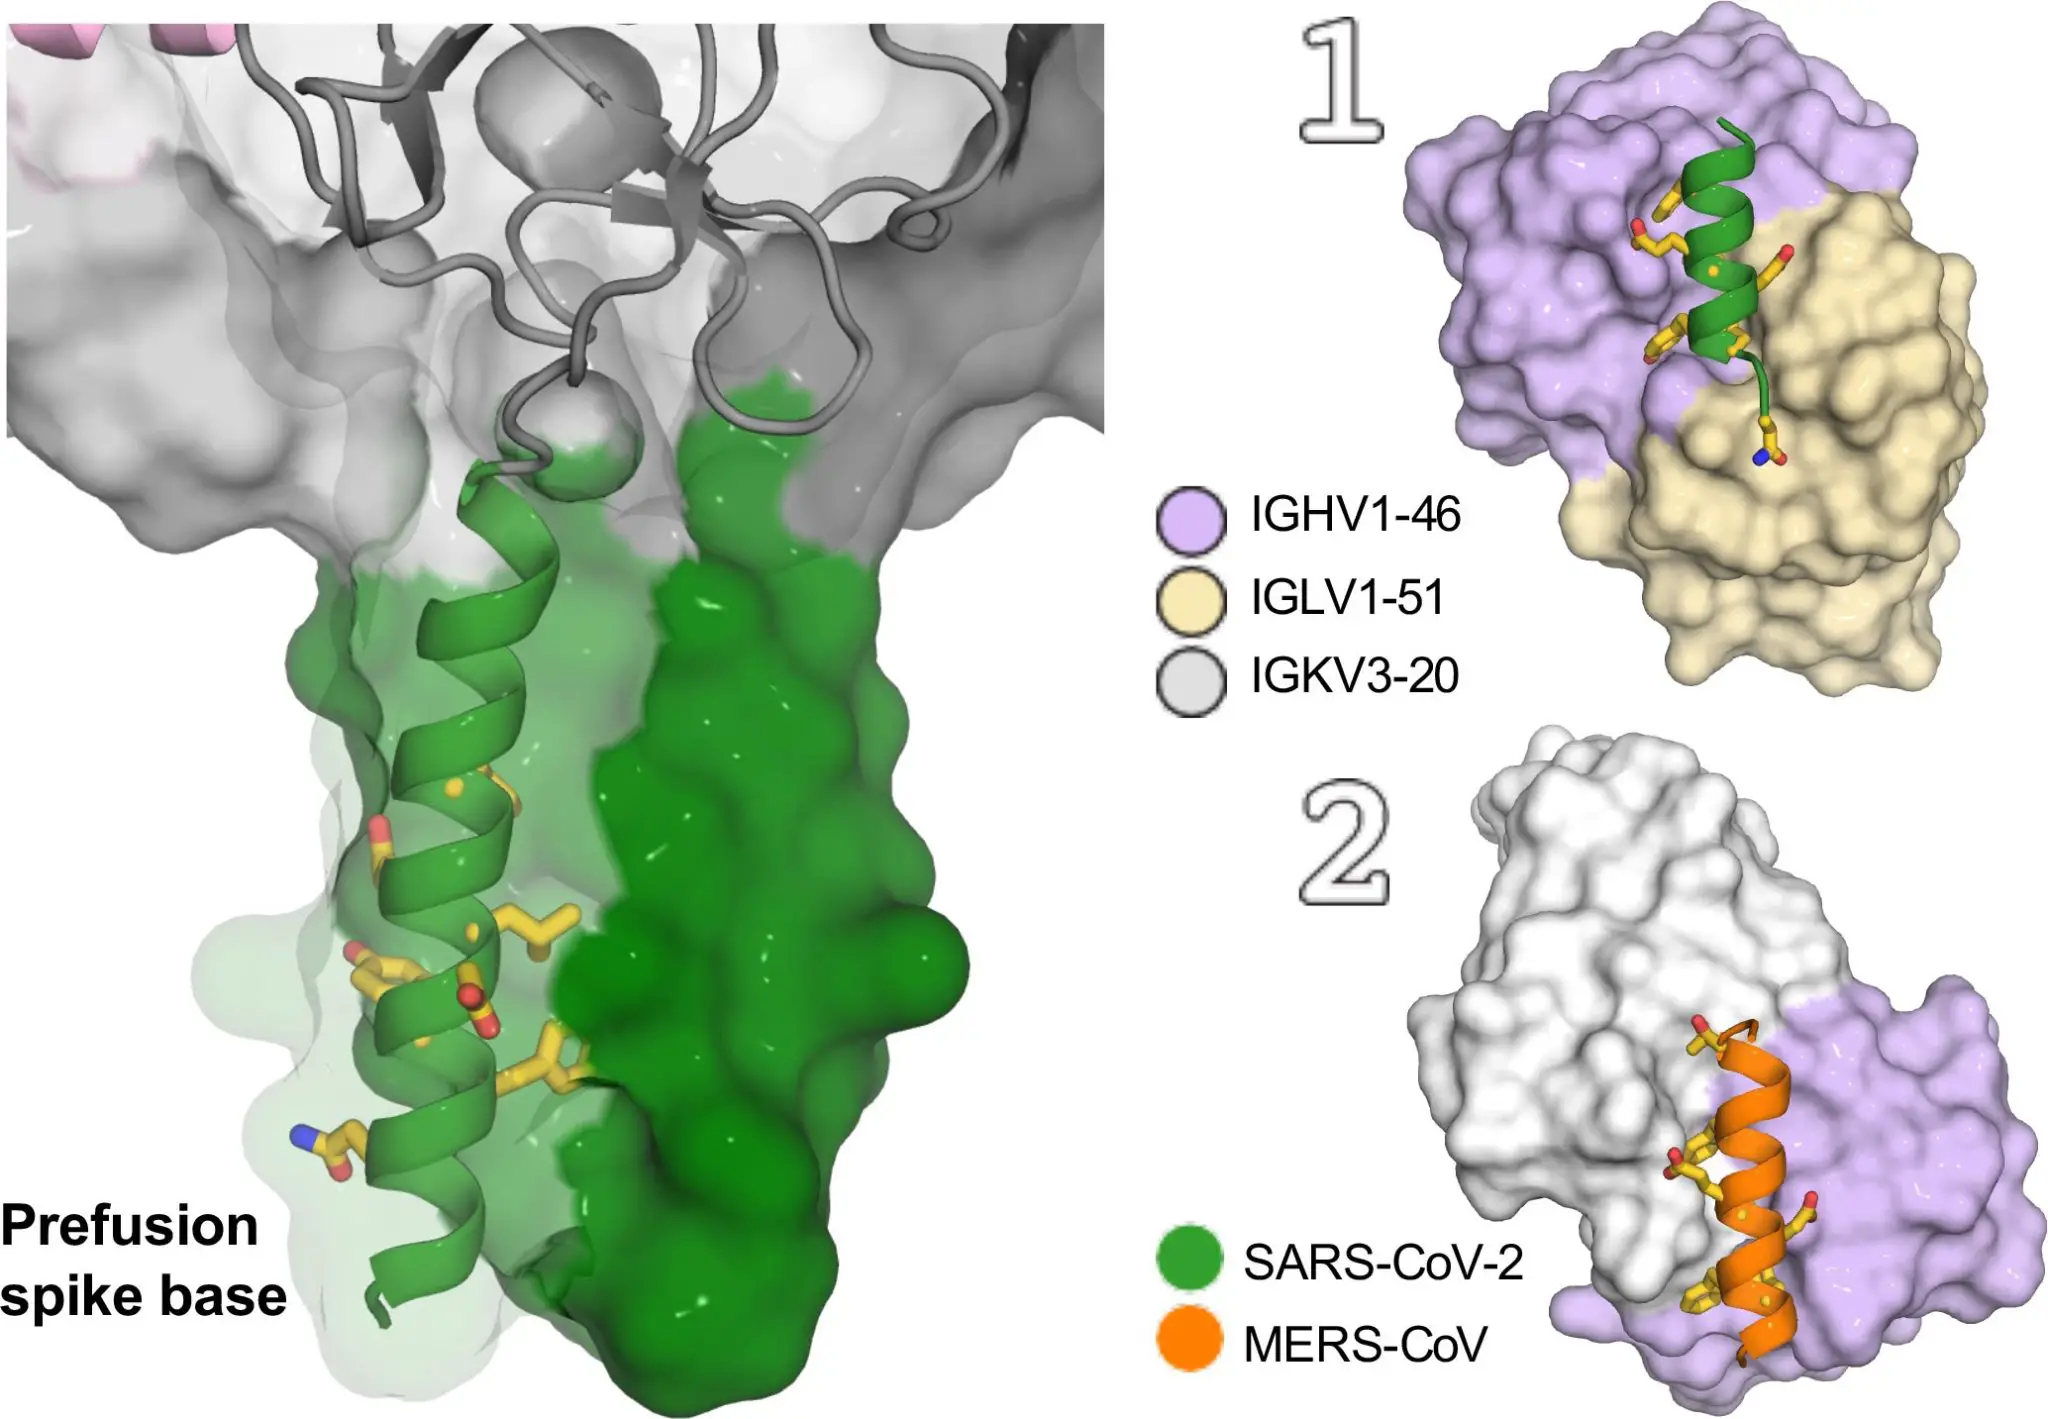 Prefusion
spike base
1
IGHV1-46
IGLV1-51
IGKV3-20
2
SARS-CoV-2
MERS-CoV